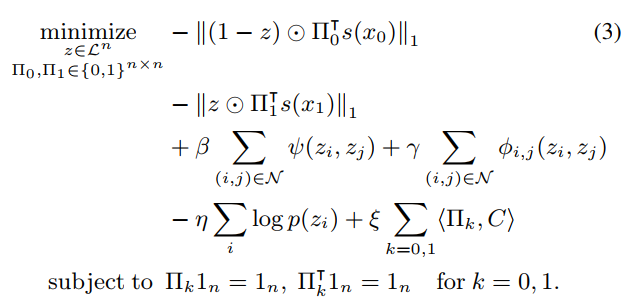 minimize − ‖(1 − z) ⊙ Π₀ᵀs(x₀)‖₁ (3)
z∈ℒⁿ
Π₀,Π₁∈{0,1}ⁿˣⁿ
− ‖z ⊙ Π₁ᵀs(x₁)‖₁
+ β ∑_{(i,j)∈𝒩} ψ(zᵢ, zⱼ) + γ ∑_{(i,j)∈𝒩} ϕᵢ,ⱼ(zᵢ, zⱼ)
− η ∑ᵢ log p(zᵢ) + ξ ∑_{k=0,1} ⟨Πₖ, C⟩
subject to Πₖ1ₙ = 1ₙ, Πₖᵀ1ₙ = 1ₙ for k = 0, 1.